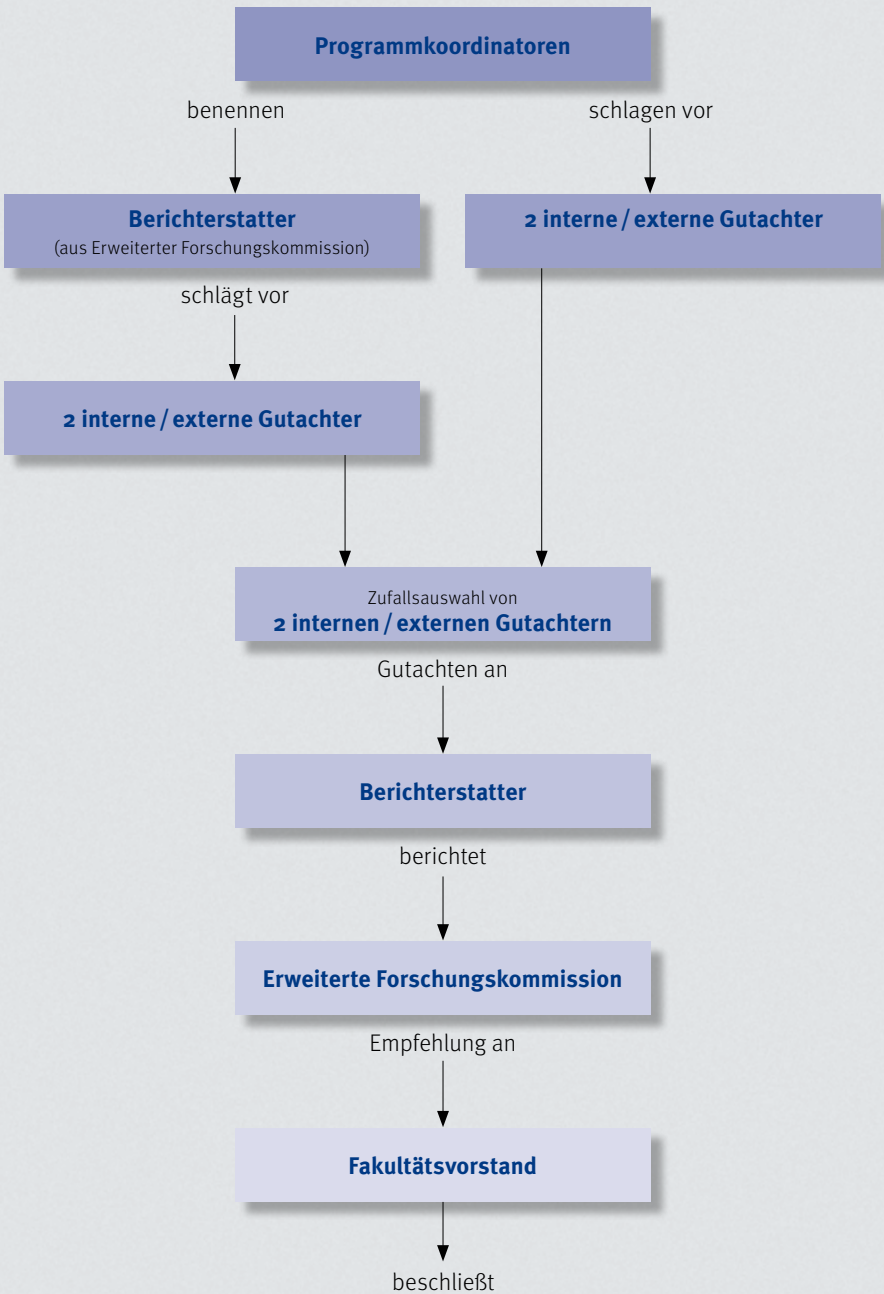 Programmkoordinatoren
benennen
schlagen vor
Berichterstatter
(aus Erweiterter Forschungskommission)
2 interne / externe Gutachter
schlägt vor
2 interne / externe Gutachter
Zufallsauswahl von
2 internen / externen Gutachtern
Gutachten an
Berichterstatter
berichtet
Erweiterte Forschungskommission
Empfehlung an
Fakultätsvorstand
beschließt